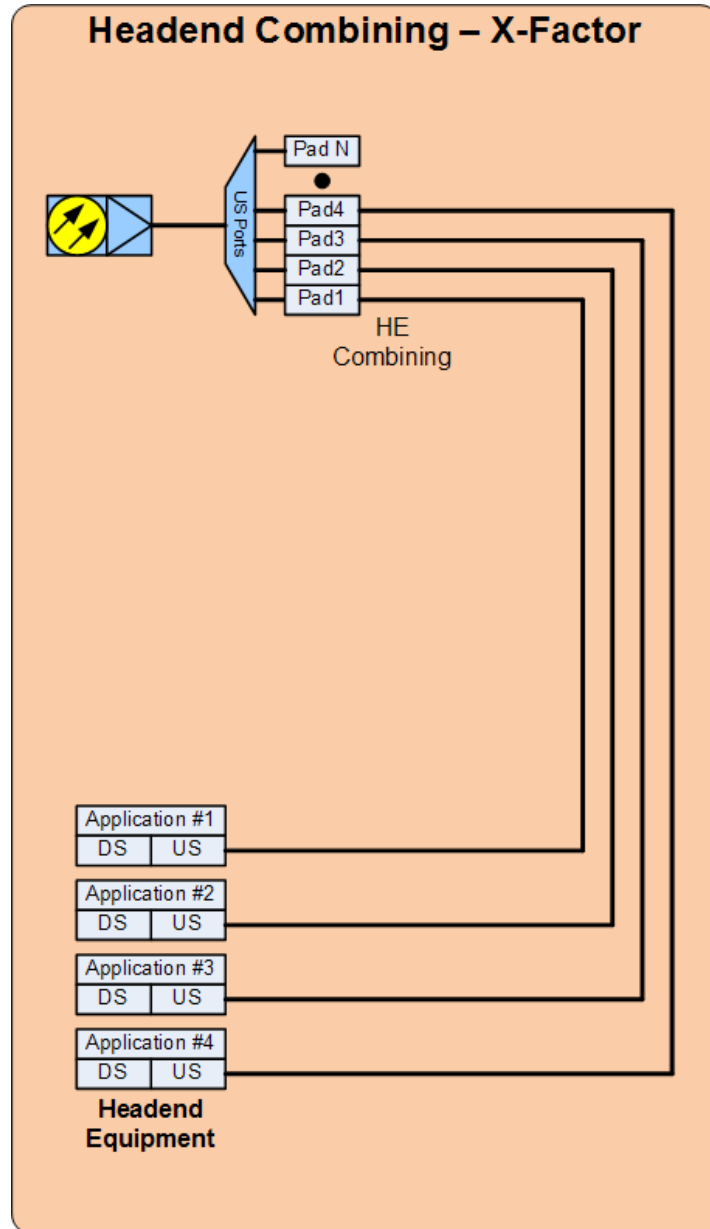 Headend Combining – X-Factor
Pad N
US Ports
Pad4
Pad3
Pad2
Pad1
HE
Combining
Application #1
DS US
Application #2
DS US
Application #3
DS US
Application #4
DS US
Headend
Equipment